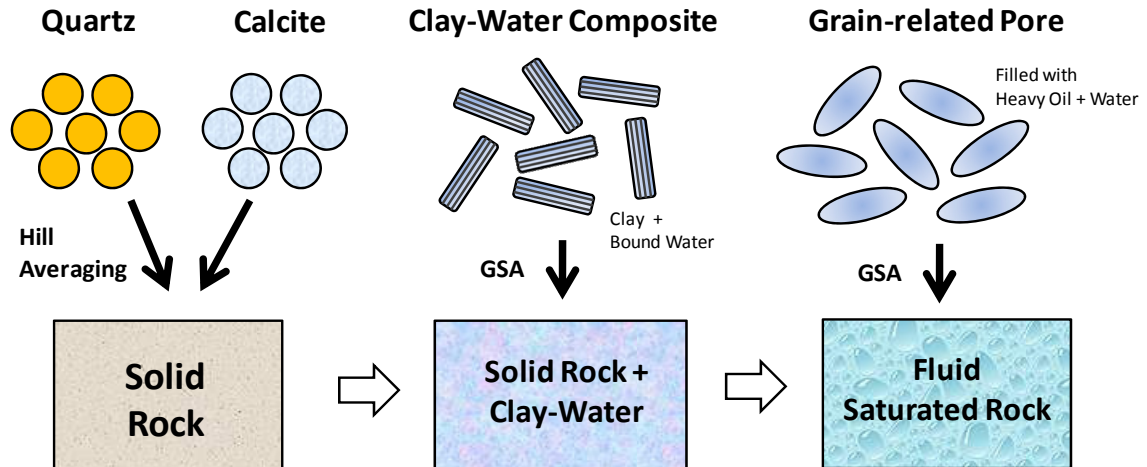 Quartz
Calcite
Clay-Water Composite
Grain-related Pore
Filled with
Heavy Oil + Water
Clay +
Bound Water
Hill
Averaging
GSA
GSA
Solid
Rock
Solid Rock +
Clay-Water
Fluid
Saturated Rock